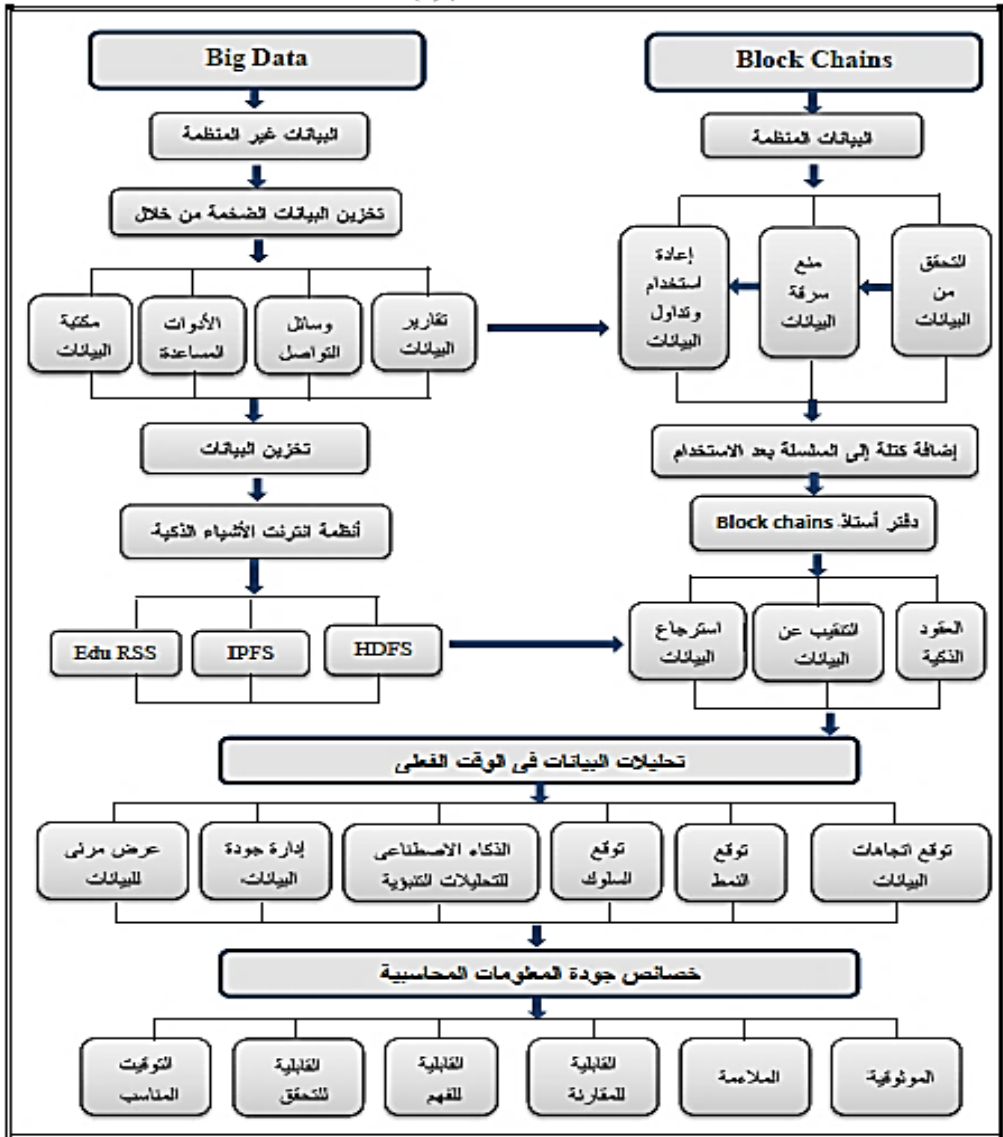 Big Data
Block Chains
البيانات غير المنظمة
البيانات المنظمة
تخزين البيانات الضخمة من خلال
التحقق
من
البيانات
منع
سرقة
البيانات
إعادة
استخدام
وتداول
البيانات
تقارير
البيانات
وسائل
التواصل
الأدوات
المساعدة
مكتبة
البيانات
تخزين البيانات
إضافة كتلة إلى السلسلة بعد الاستخدام
أنظمة انترنت الأشياء الذكية
دفتر أستاذ Block chains
العقود
الذكية
التنقيب عن
البيانات
استرجاع
البيانات
HDFS
IPFS
Edu RSS
تحليلات البيانات فى الوقت الفعلى
توقع اتجاهات
البيانات
توقع
النمط
توقع
السلوك
الذكاء الاصطناعى
للتحليلات التنبؤية
إدارة جودة
البيانات
عرض مرئى
للبيانات
خصائص جودة المعلومات المحاسبية
الموثوقية
الملاءمة
القابلية
للمقارنة
القابلية
للفهم
القابلية
للتحقق
التوقيت
المناسب